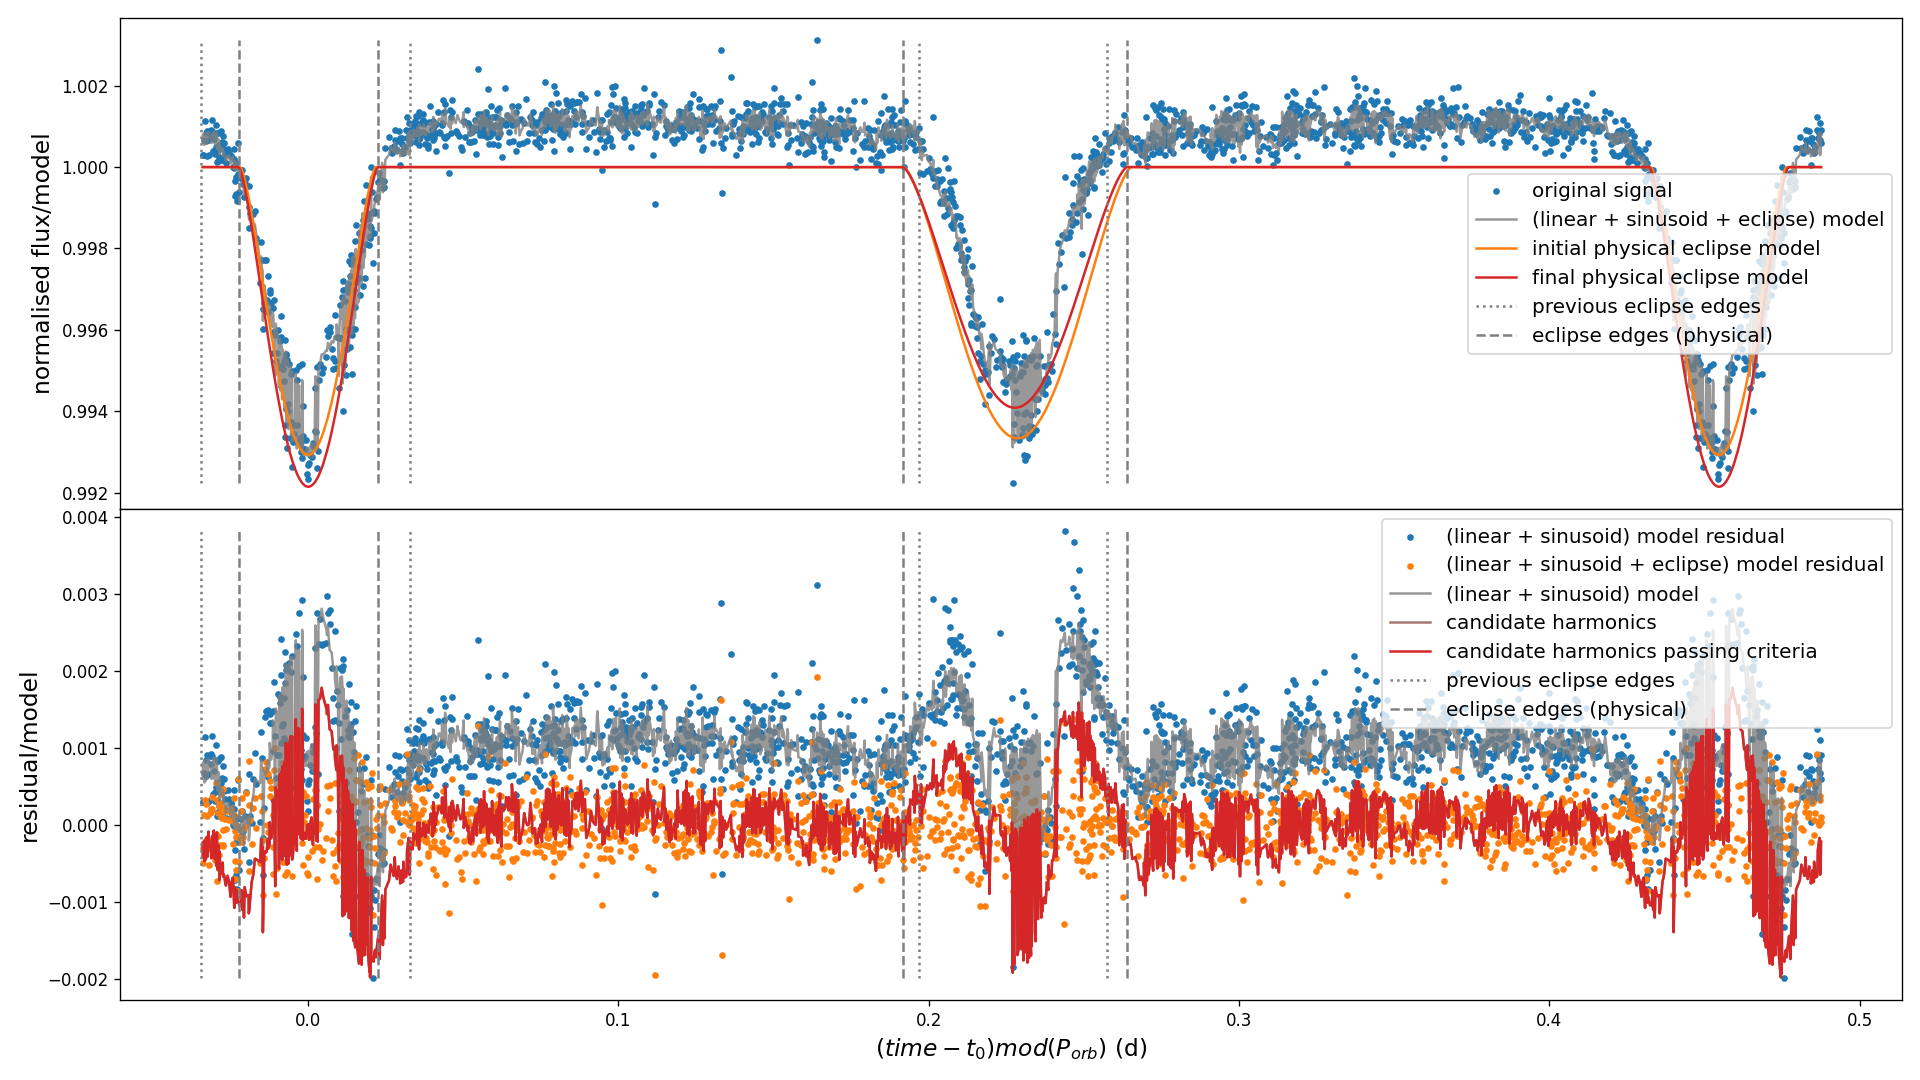 normalised flux/model
1.002
1.000
0.998
0.996
0.994
0.992
original signal
(linear + sinusoid + eclipse) model
initial physical eclipse model
final physical eclipse model
previous eclipse edges
eclipse edges (physical)
residual/model
0.004
0.003
0.002
0.001
0.000
−0.001
−0.002
(linear + sinusoid) model residual
(linear + sinusoid + eclipse) model residual
(linear + sinusoid) model
candidate harmonics
candidate harmonics passing criteria
previous eclipse edges
eclipse edges (physical)
0.0 0.1 0.2 0.3 0.4 0.5
(time − t₀)mod(Pₒᵣb) (d)